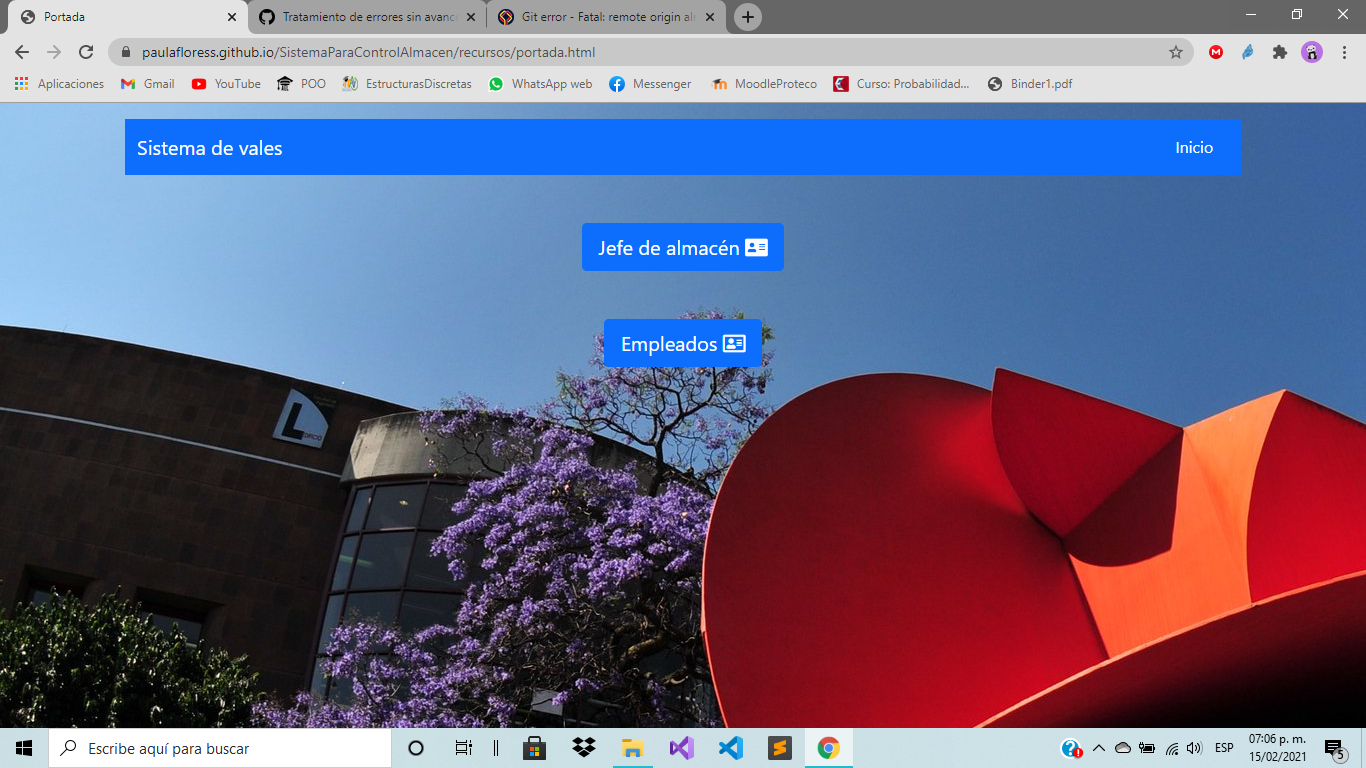 Portada
Tratamiento de errores sin avanc
Git error - Fatal: remote origin al
paulafloress.github.io/SistemaParaControlAlmacen/recursos/portada.html
Aplicaciones
Gmail
YouTube
POO
EstructurasDiscretas
WhatsApp web
Messenger
MoodleProteco
Curso: Probabilidad...
Binder1.pdf
Sistema de vales
Inicio
Jefe de almacén
Empleados
Escribe aquí para buscar
ESP
07:06 p. m.
15/02/2021
5